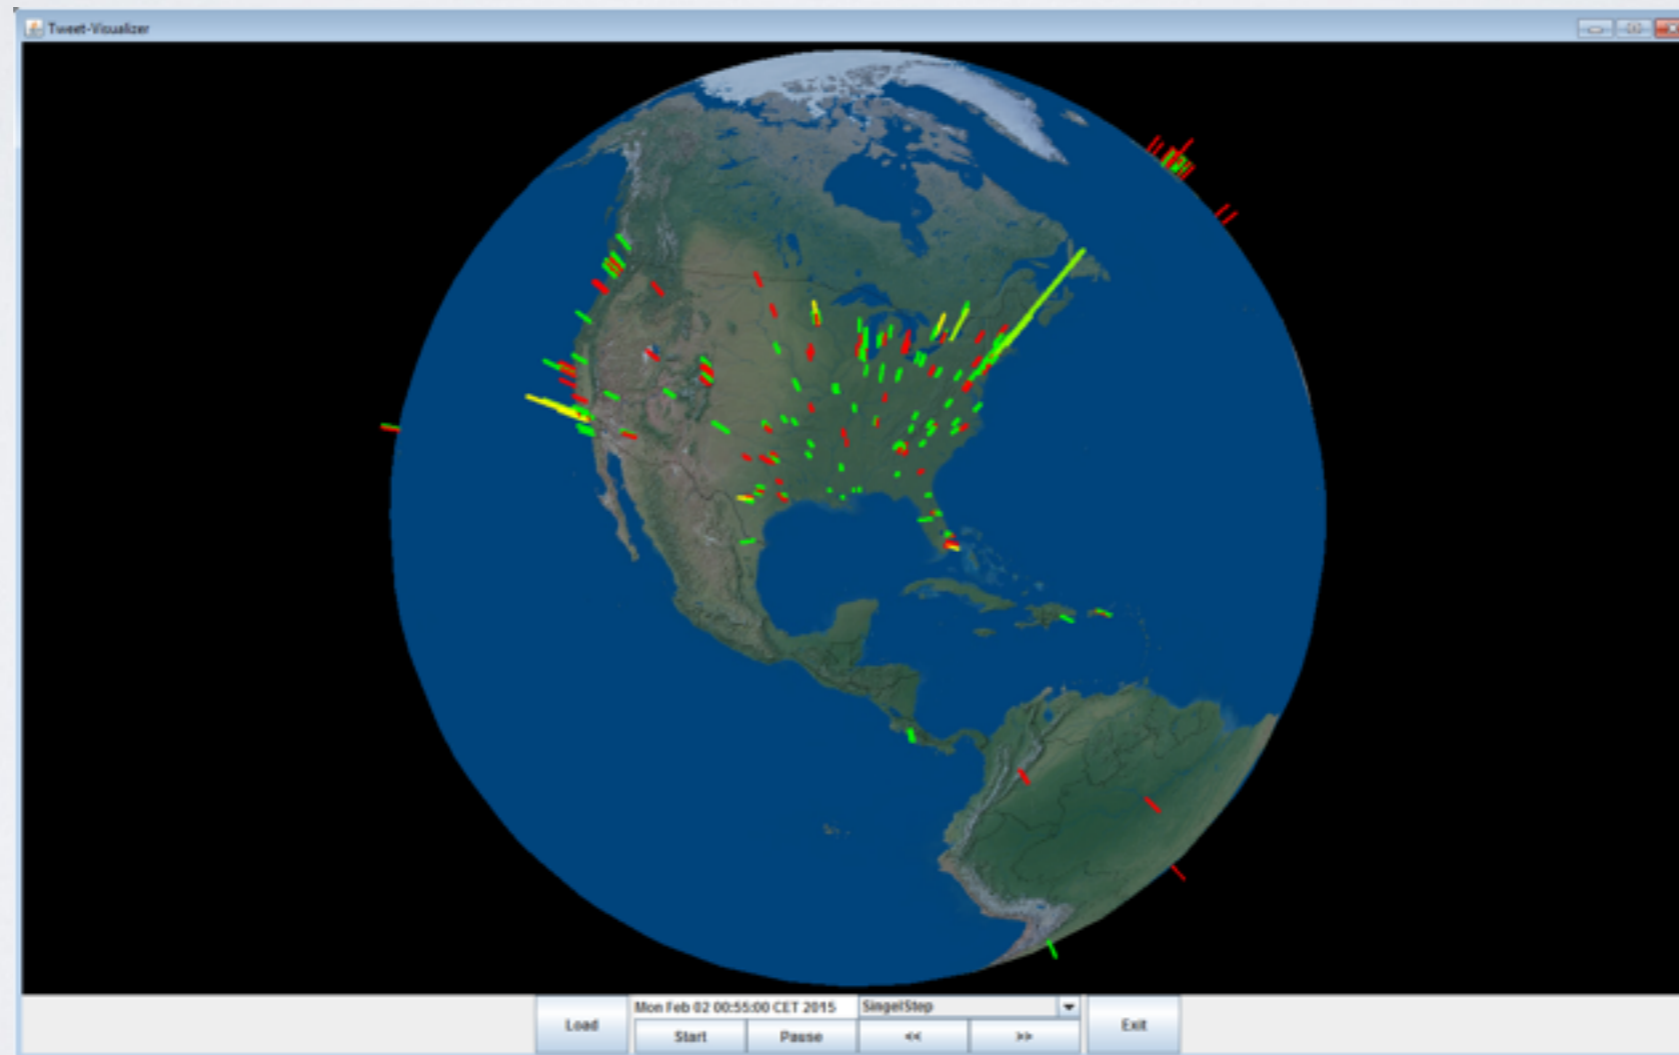 Tweet-Visualizer
Mon Feb 02 00:55:00 CET 2015
SingelStep
Load
Start
Pause
<<
>>
Exit